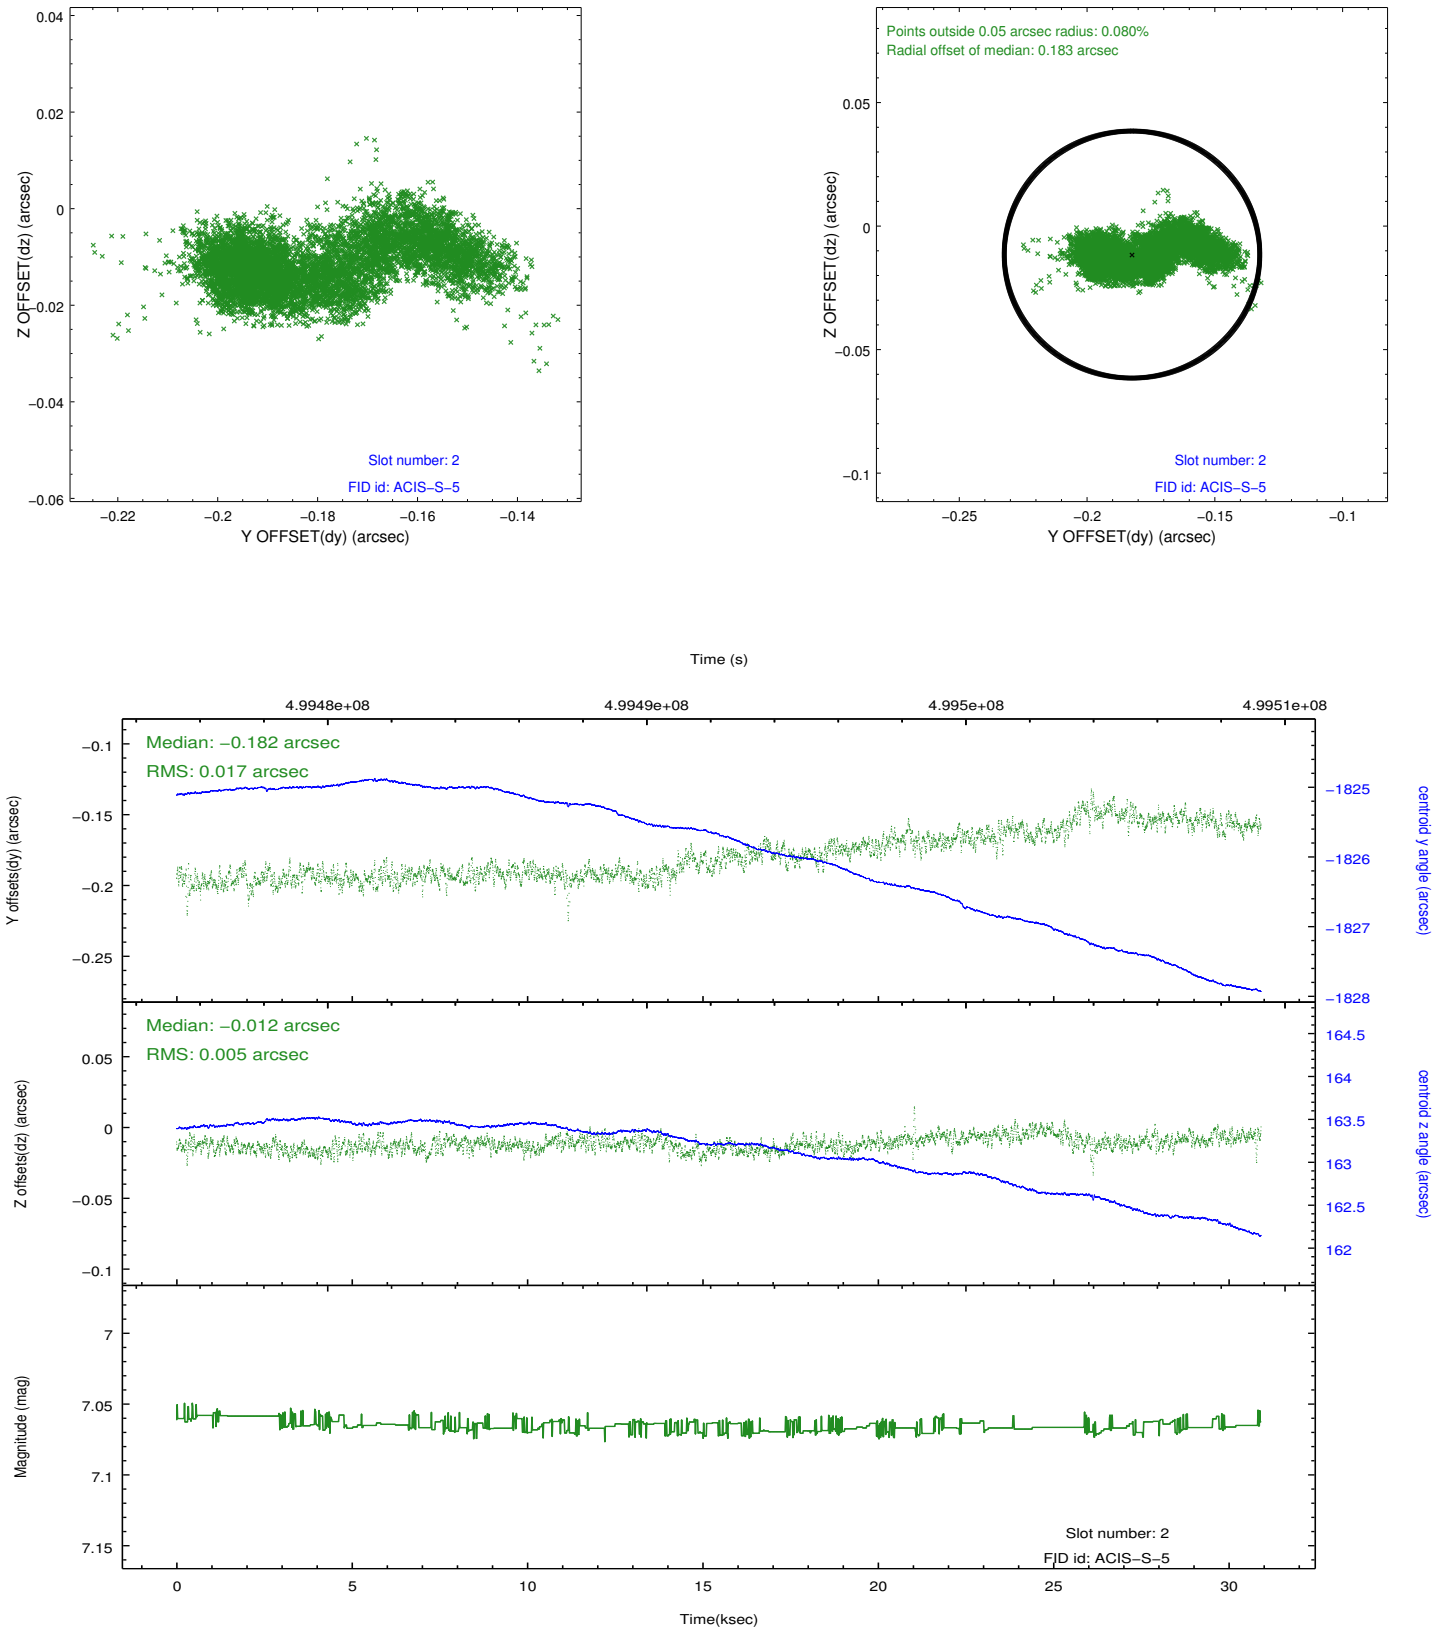 0.04
0.02
0
−0.02
−0.04
−0.06
Z OFFSET(dz) (arcsec)
−0.22
−0.2
−0.18
−0.16
−0.14
Y OFFSET(dy) (arcsec)
Slot number: 2
FID id: ACIS−S−5
Points outside 0.05 arcsec radius: 0.080%
Radial offset of median: 0.183 arcsec
0.05
0
−0.05
−0.1
Z OFFSET(dz) (arcsec)
−0.25
−0.2
−0.15
−0.1
Y OFFSET(dy) (arcsec)
Slot number: 2
FID id: ACIS−S−5
Time (s)
4.9948e+08
4.9949e+08
4.995e+08
4.9951e+08
Median: −0.182 arcsec
RMS: 0.017 arcsec
−0.1
−0.15
−0.2
−0.25
Y offsets(dy) (arcsec)
−1825
−1826
−1827
−1828
centroid y angle (arcsec)
Median: −0.012 arcsec
RMS: 0.005 arcsec
0.05
0
−0.05
−0.1
Z offsets(dz) (arcsec)
164.5
164
163.5
163
162.5
162
centroid z angle (arcsec)
7
7.05
7.1
7.15
Magnitude (mag)
Slot number: 2
FID id: ACIS−S−5
0
5
10
15
20
25
30
Time(ksec)